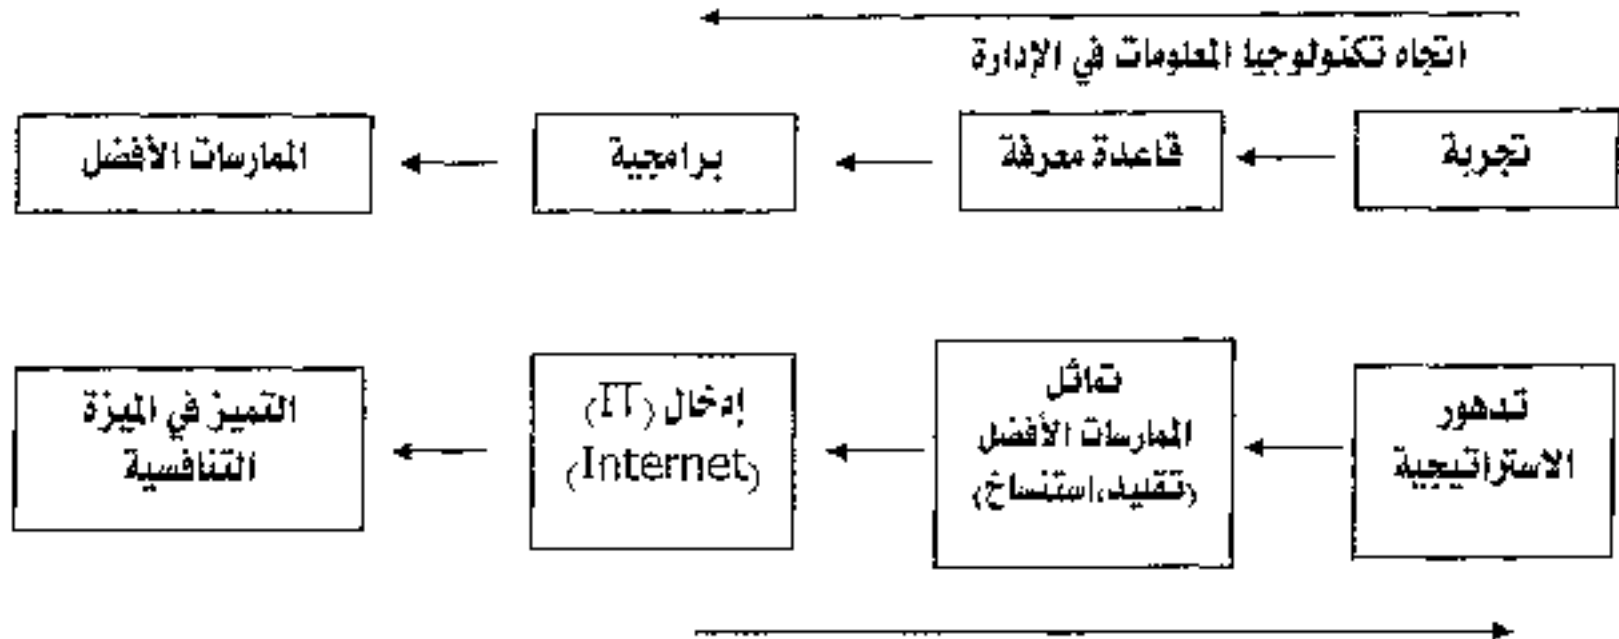 اتجاه تكنولوجيا المعلومات في الإدارة
تجربة
قاعدة معرفة
برامجية
الممارسات الأفضل
تدهور
الاستراتيجية
تماثل
الممارسات الأفضل
(تقليد، استنساخ)
إدخال (IT)
(Internet)
التميز في الميزة
التنافسية